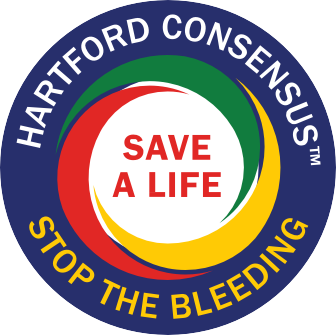 HARTFORD CONSENSUS™
SAVE
A LIFE
STOP THE BLEEDING